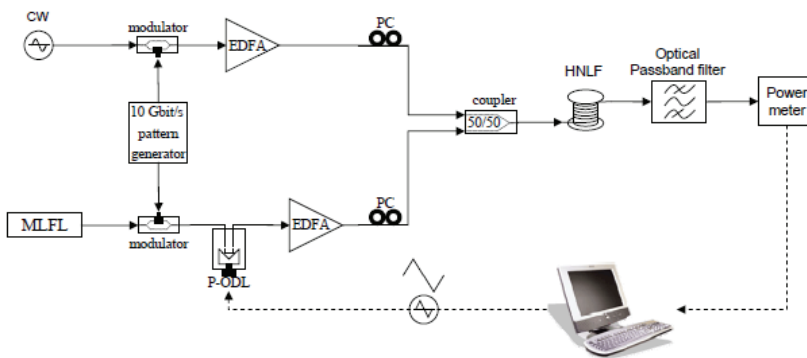 CW
modulator
EDFA
PC
HNLF
Optical
Passband filter
Power
meter
coupler
50/50
10 Gbit/s
pattern
generator
MLFL
modulator
P-ODL
EDFA
PC